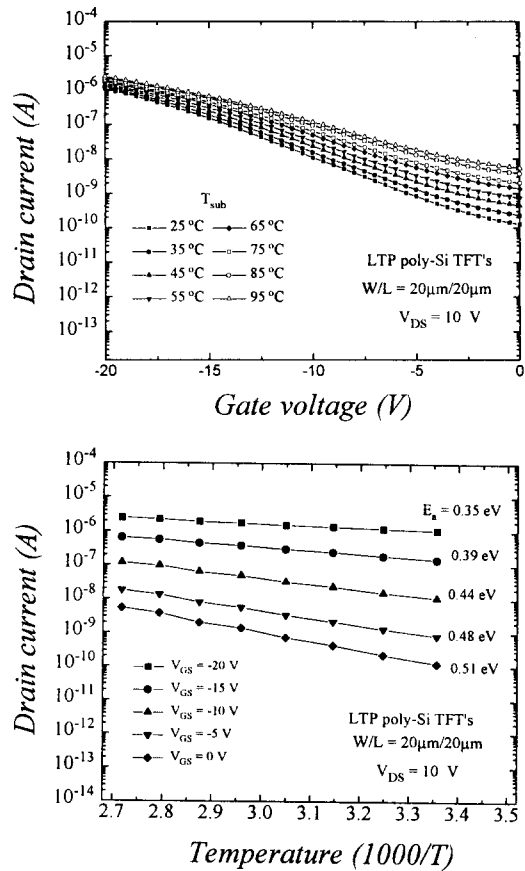 10⁻⁴
10⁻⁵
10⁻⁶
10⁻⁷
10⁻⁸
10⁻⁹
10⁻¹⁰
10⁻¹¹
10⁻¹²
10⁻¹³
Drain current (A)
T_sub
25 °C 65 °C
35 °C 75 °C
45 °C 85 °C
55 °C 95 °C
LTP poly-Si TFT's
W/L = 20μm/20μm
V_DS = 10 V
-20 -15 -10 -5 0
Gate voltage (V)
10⁻⁴
10⁻⁵
10⁻⁶
10⁻⁷
10⁻⁸
10⁻⁹
10⁻¹⁰
10⁻¹¹
10⁻¹²
10⁻¹³
10⁻¹⁴
Drain current (A)
E_a = 0.35 eV
0.39 eV
0.44 eV
0.48 eV
0.51 eV
V_GS = -20 V
V_GS = -15 V
V_GS = -10 V
V_GS = -5 V
V_GS = 0 V
LTP poly-Si TFT's
W/L = 20μm/20μm
V_DS = 10 V
2.7 2.8 2.9 3.0 3.1 3.2 3.3 3.4 3.5
Temperature (1000/T)